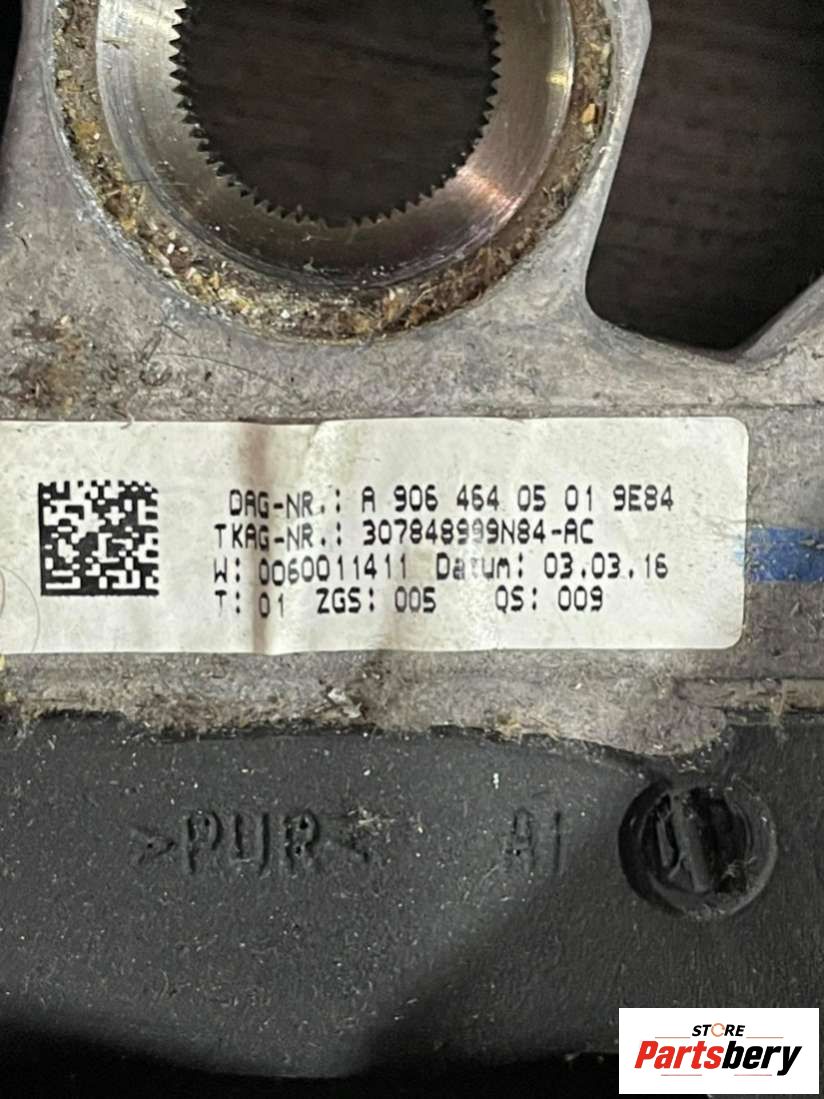 DAG-NR.: A 906 464 05 01 9E84
TKAG-NR.: 307848999N84-AC
W: 0060011411 Datum: 03.03.16
T: 01 ZGS: 005 QS: 009
>PUR<
STORE
Partsbery